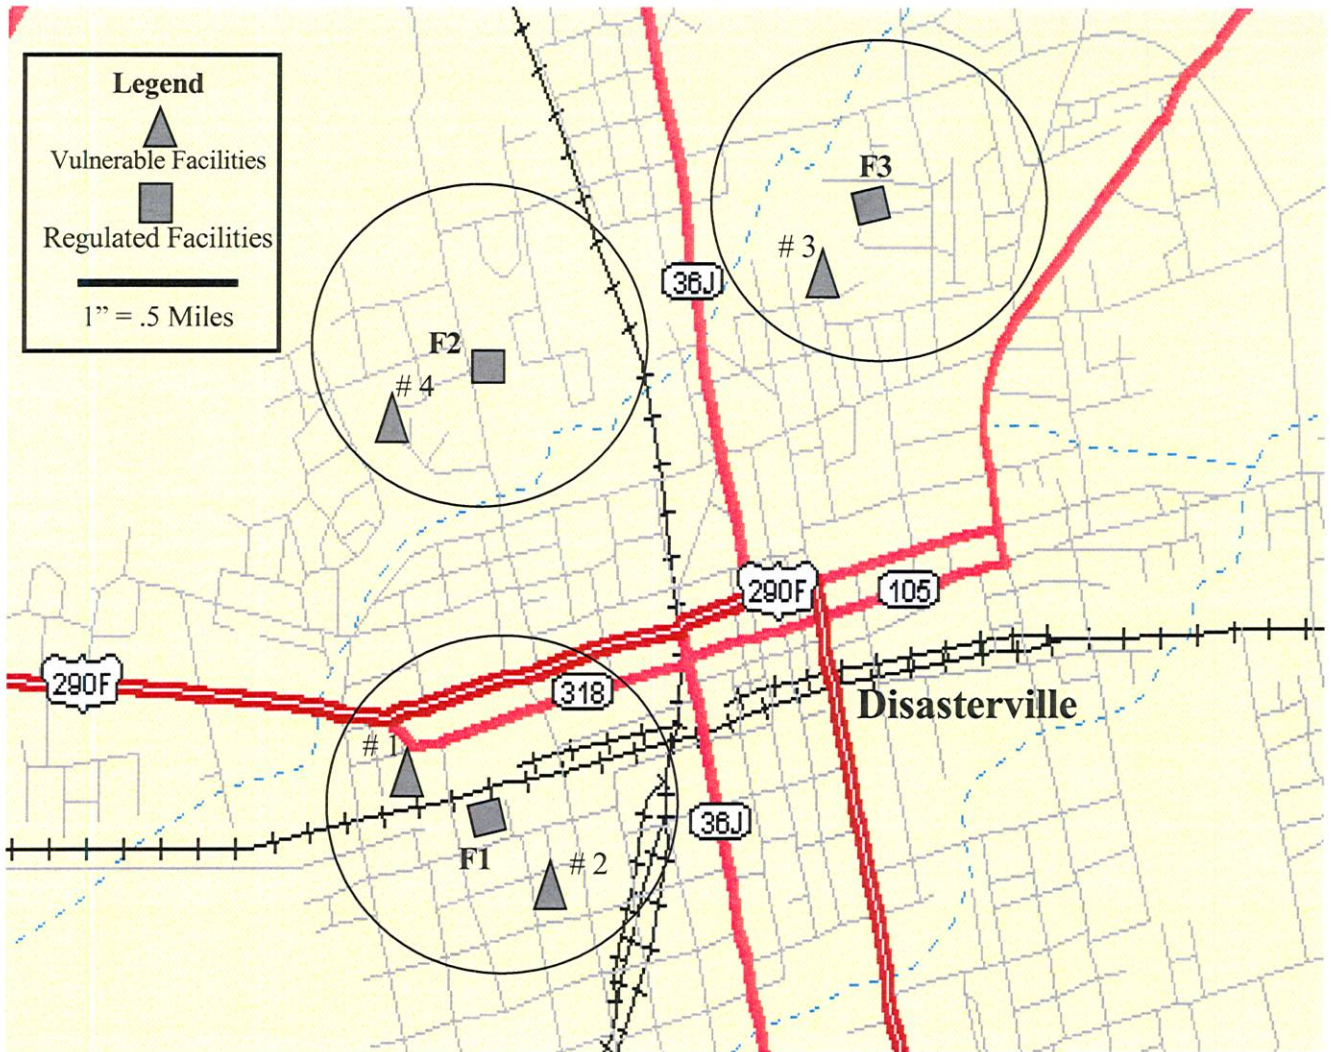 Legend
Vulnerable Facilities
Regulated Facilities
1” = .5 Miles
F3
# 3
36J
F2
# 4
290F
105
290F
318
Disasterville
# 1
36J
F1
# 2